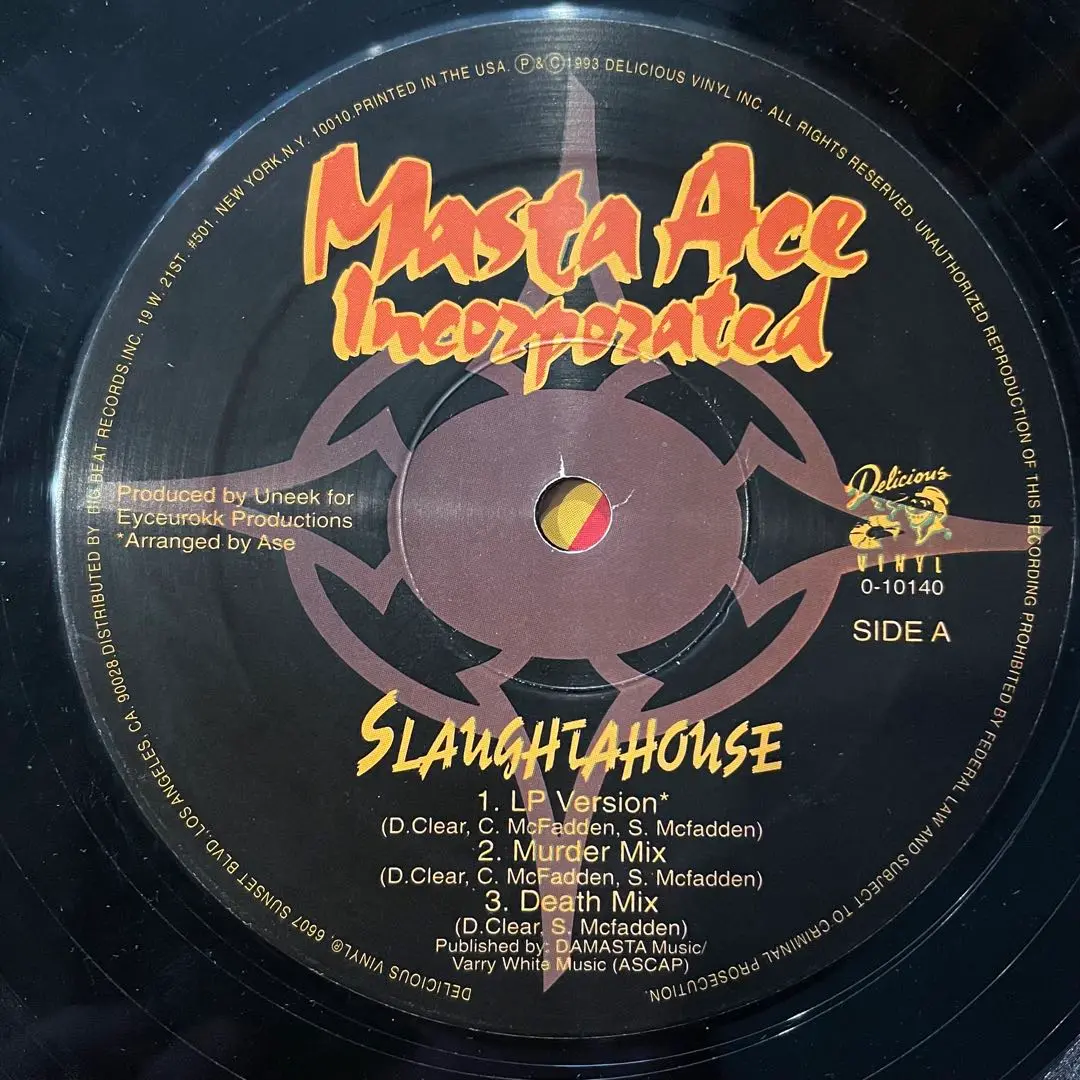 Masta Ace
Incorporated
Produced by Uneek for
Eyceurokk Productions
*Arranged by Ase
Delicious
VINYL
0-10140
SIDE A
SLAUGHTAHOUSE
1. LP Version*
(D.Clear, C. McFadden, S. Mcfadden)
2. Murder Mix
(D.Clear, C. McFadden, S. Mcfadden)
3. Death Mix
(D.Clear, S. Mcfadden)
Published by: DAMASTA Music/
Varry White Music (ASCAP)
DELICIOUS VINYL® 6607 SUNSET BLVD. LOS ANGELES, CA. 90028.DISTRIBUTED BY BIG BEAT RECORDS,INC. 19 W. 21ST. #501. NEW YORK,N.Y. 10010.PRINTED IN THE USA. Ⓟ&©1993 DELICIOUS VINYL INC. ALL RIGHTS RESERVED. UNAUTHORIZED REPRODUCTION OF THIS RECORDING PROHIBITED BY FEDERAL LAW AND SUBJECT TO CRIMINAL PROSECUTION.